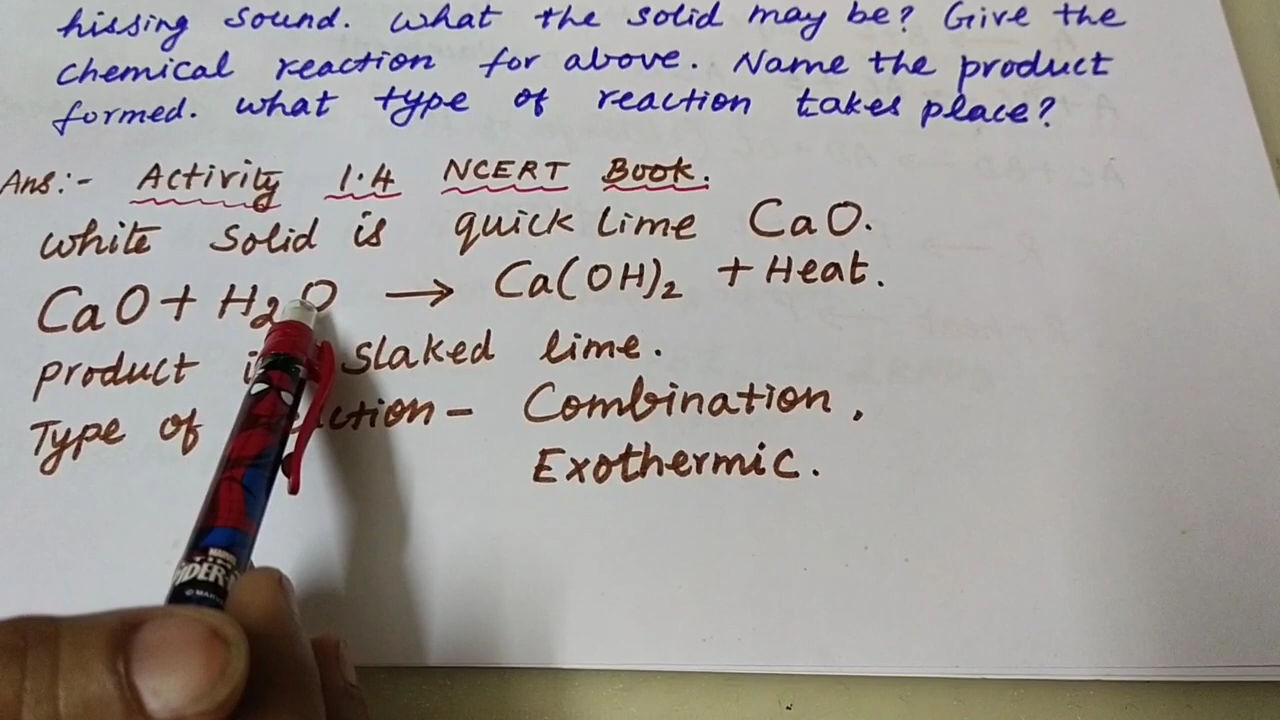 hissing sound. What the solid may be? Give the
chemical reaction for above. Name the product
formed. What type of reaction takes place?
Ans:- Activity 1.4 NCERT Book.
White solid is quick lime CaO.
CaO + H2O → Ca(OH)2 + Heat.
product slaked lime.
Type of - Combination,
Exothermic.
MARVEL